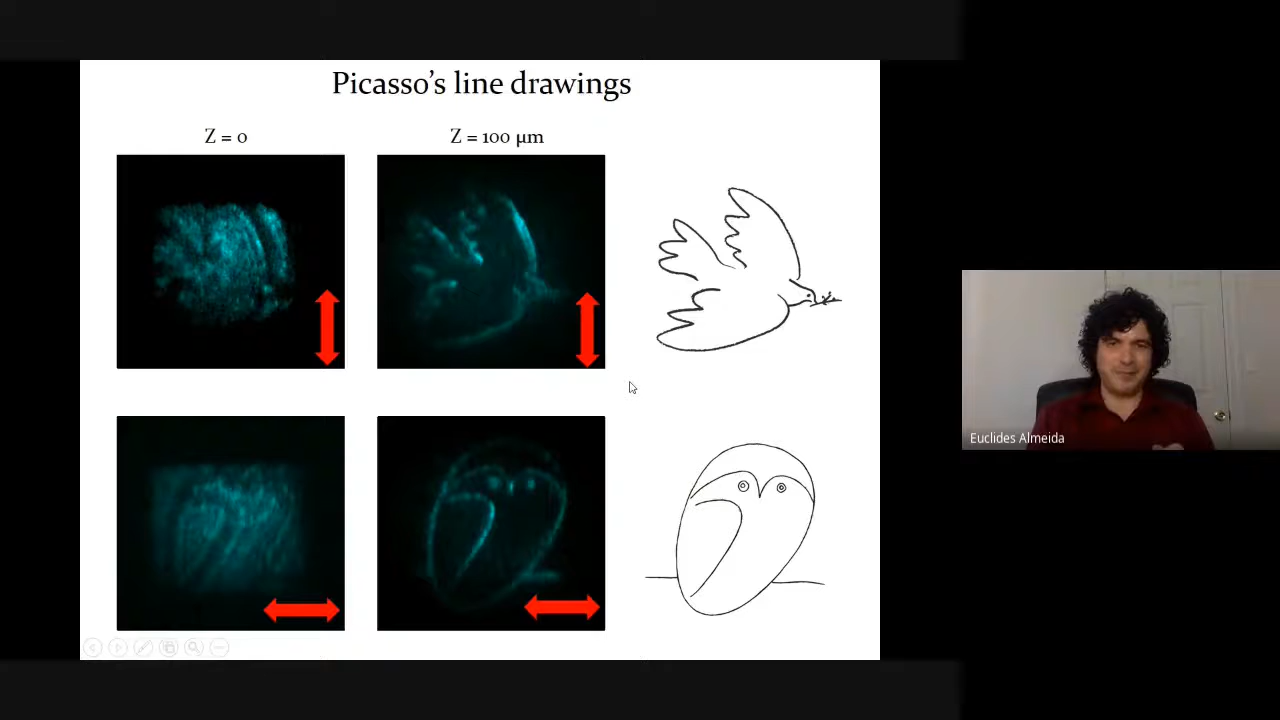 Picasso's line drawings
Z = 0
Z = 100 µm
Euclides Almeida